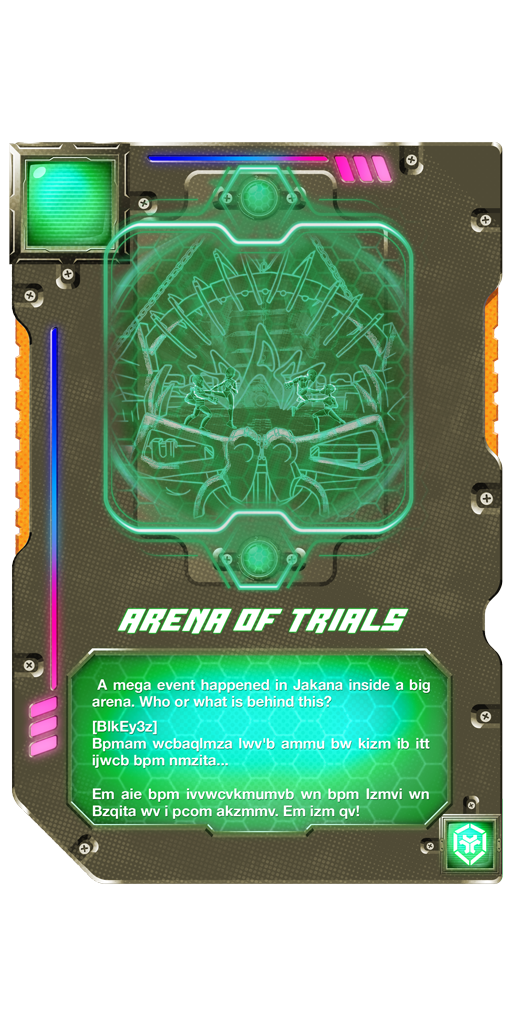 ARENA OF TRIALS
A mega event happened in Jakana inside a big
arena. Who or what is behind this?
[BlkEy3z]
Bpmam wcbaqlmza lwv'b ammu bw kizm ib itt
ijwcb bpm nmzita...
Em aie bpm ivvwcvkmumvb wn bpm Izmvi wn
Bzqita wv i pcom akzmmv. Em izm qv!